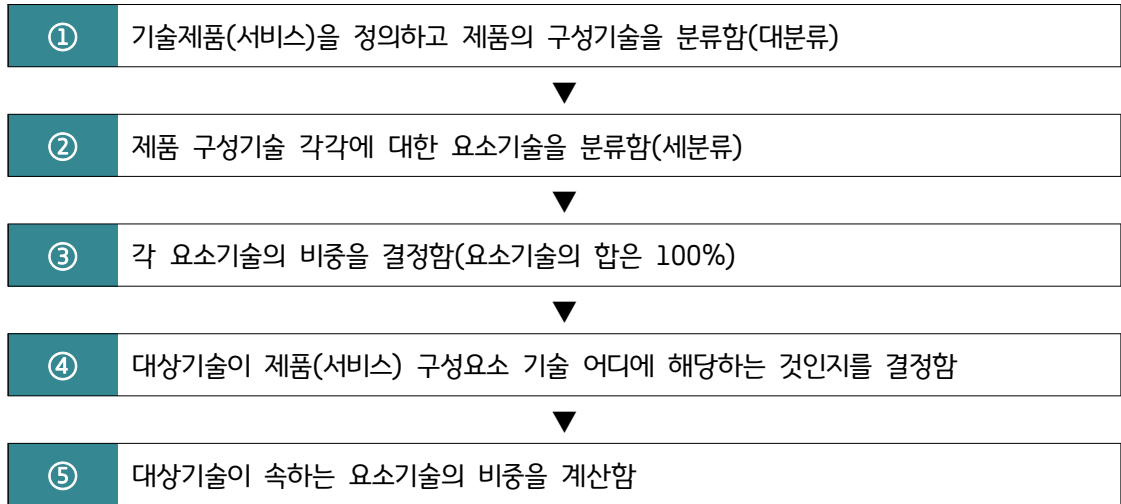 ① 기술제품(서비스)을 정의하고 제품의 구성기술을 분류함(대분류)
▼
② 제품 구성기술 각각에 대한 요소기술을 분류함(세분류)
▼
③ 각 요소기술의 비중을 결정함(요소기술의 합은 100%)
▼
④ 대상기술이 제품(서비스) 구성요소 기술 어디에 해당하는 것인지를 결정함
▼
⑤ 대상기술이 속하는 요소기술의 비중을 계산함